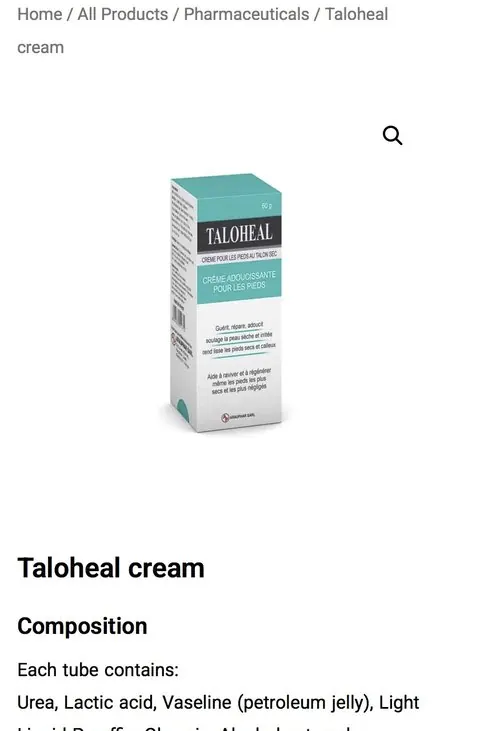 Home / All Products / Pharmaceuticals / Taloheal
cream
60 g
TALOHEAL
CREME POUR LES PIEDS AU TALON SEC
CRÈME ADOUCISSANTE
POUR LES PIEDS
Guérit, répare, adoucit
soulage la peau sèche et irritée
rend lisse les pieds secs et calleux
Aide à raviver et à régénérer
même les pieds les plus
secs et les plus négligés
Taloheal cream
Composition
Each tube contains:
Urea, Lactic acid, Vaseline (petroleum jelly), Light